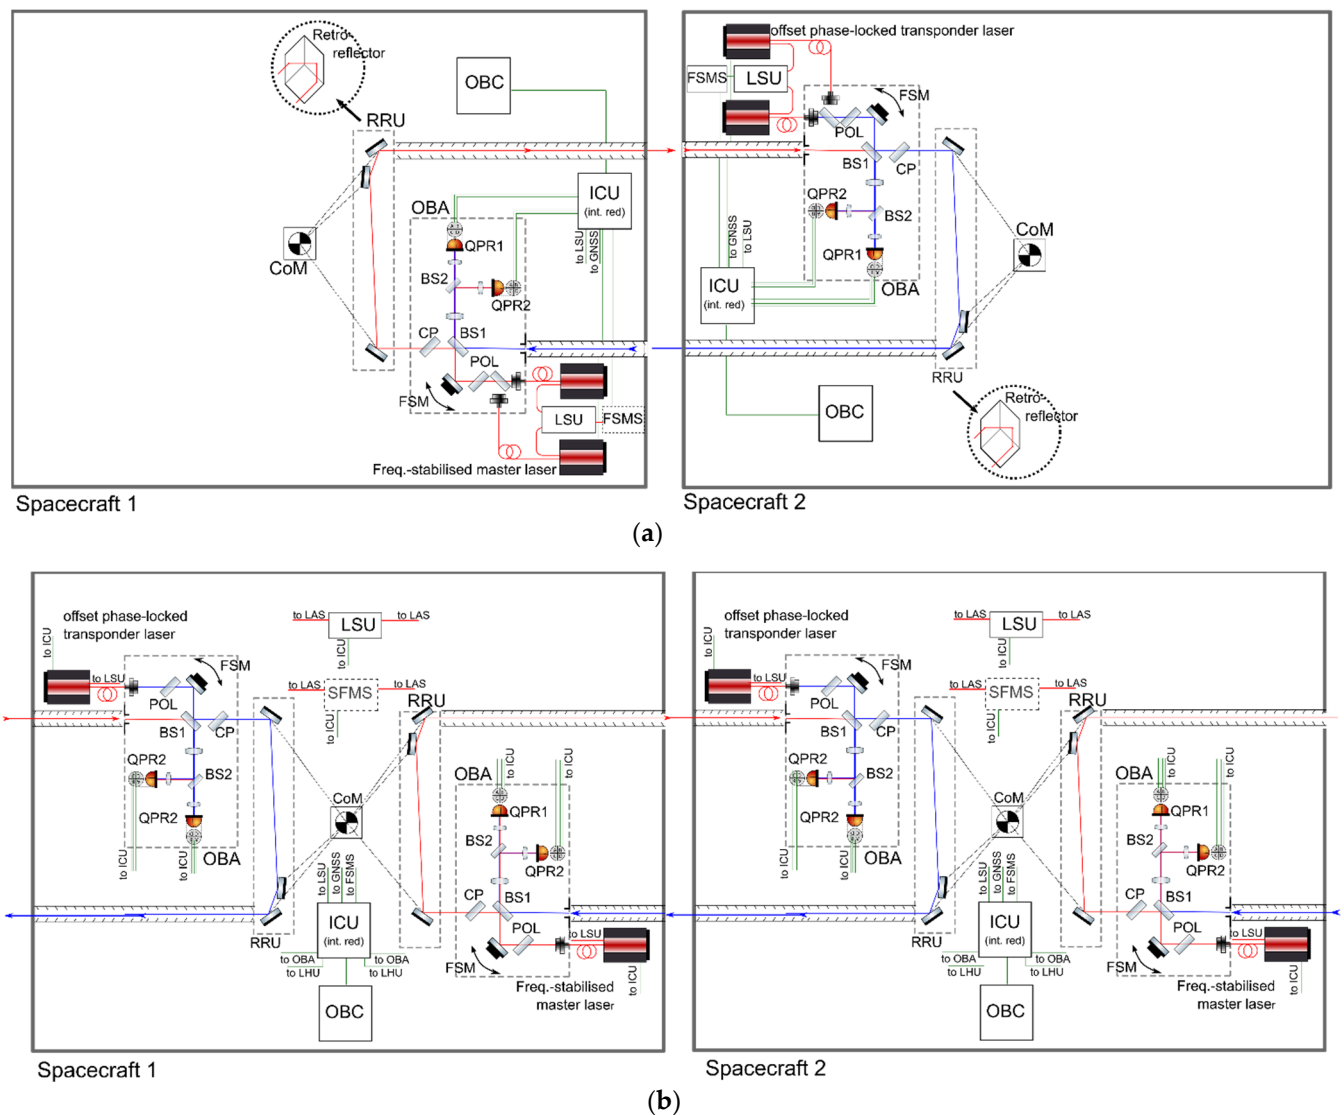 Retro-
reflector
OBC
RRU
ICU
(int. red)
OBA
to LSU
to GNSS
QPR1
BS2
QPR2
CoM
CP
BS1
POL
FSM
LSU
FSMS
Freq.-stabilised master laser
Spacecraft 1
offset phase-locked transponder laser
FSMS
LSU
FSM
POL
BS1
CP
QPR2
BS2
to GNSS
to LSU
QPR1
CoM
ICU
(int. red)
OBA
RRU
OBC
Retro-
reflector
Spacecraft 2
(a)
offset phase-locked
transponder laser
to LAS
LSU
to LAS
to ICU
to ICU
to LSU
FSM
to LAS
SFMS
to LAS
RRU
POL
BS1
CP
to ICU
QPR2
BS2
OBA
to ICU
to ICU
CoM
QPR1
QPR2
BS2
OBA
QPR2
to ICU
to ICU
to LSU
to GNSS
to FSMS
CP
BS1
ICU
(int. red)
RRU
POL
to LSU
to OBA
to OBA
to LHU
to LHU
FSM
to ICU
Freq.-stabilised
master laser
OBC
Spacecraft 1
offset phase-locked
transponder laser
to LAS
LSU
to LAS
to ICU
to ICU
to LSU
FSM
to LAS
SFMS
to LAS
RRU
POL
BS1
CP
to ICU
QPR2
BS2
OBA
to ICU
to ICU
CoM
QPR1
QPR2
BS2
OBA
QPR2
to ICU
to ICU
to LSU
to GNSS
to FSMS
CP
BS1
ICU
(int. red)
RRU
POL
to LSU
to OBA
to OBA
to LHU
to LHU
FSM
to ICU
Freq.-stabilised
master laser
OBC
Spacecraft 2
(b)